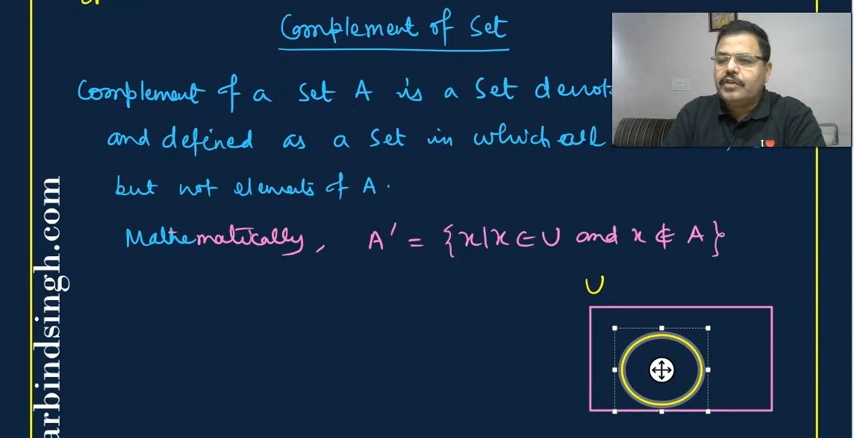 Complement of Set
Complement of a Set A is a Set
and defined as a Set in which all
but not elements of A.
Mathematically, A' = {x|x ∈ U and x ∉ A}
U
arbindsingh.com